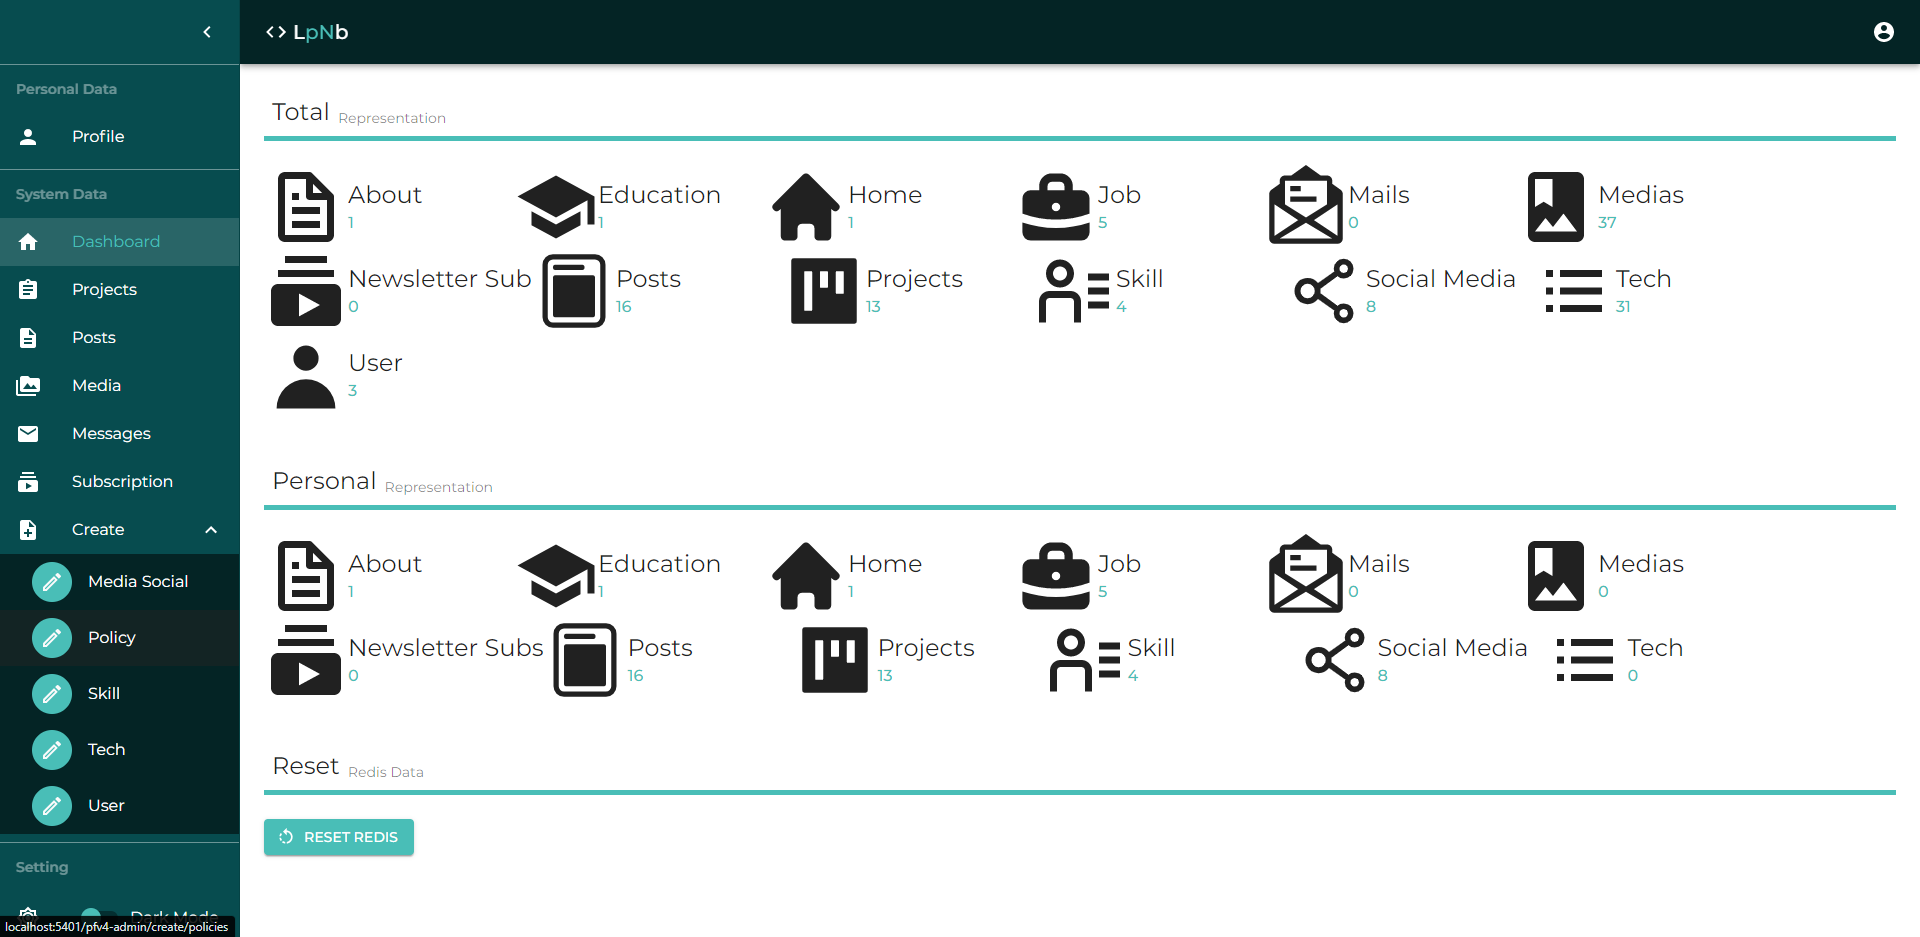 LpNb
Personal Data
Profile
System Data
Dashboard
Projects
Posts
Media
Messages
Subscription
Create
Media Social
Policy
Skill
Tech
User
Setting
Dark Mode
localhost:5401/pfv4-admin/create/policies
Total Representation
About
1
Education
1
Home
1
Job
5
Mails
0
Medias
37
Newsletter Sub
0
Posts
16
Projects
13
Skill
4
Social Media
8
Tech
31
User
3
Personal Representation
About
1
Education
1
Home
1
Job
5
Mails
0
Medias
0
Newsletter Subs
0
Posts
16
Projects
13
Skill
4
Social Media
8
Tech
0
Reset Redis Data
RESET REDIS